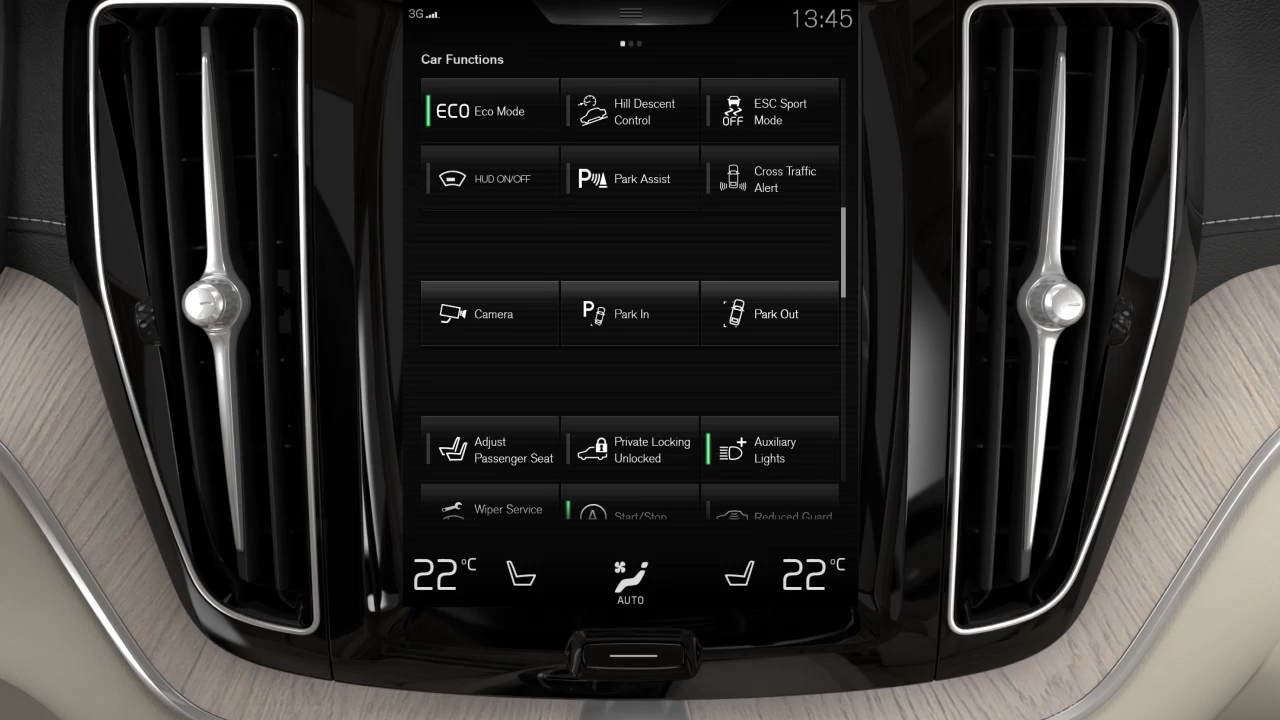 3G
13:45
Car Functions
ECO Eco Mode
Hill Descent
Control
OFF
ESC Sport
Mode
HUD ON/OFF
P Park Assist
Cross Traffic
Alert
Camera
P Park In
Park Out
Adjust
Passenger Seat
Private Locking
Unlocked
Auxiliary
Lights
Wiper Service
A Start/Stop
Reduced Guard
22°C
AUTO
22°C